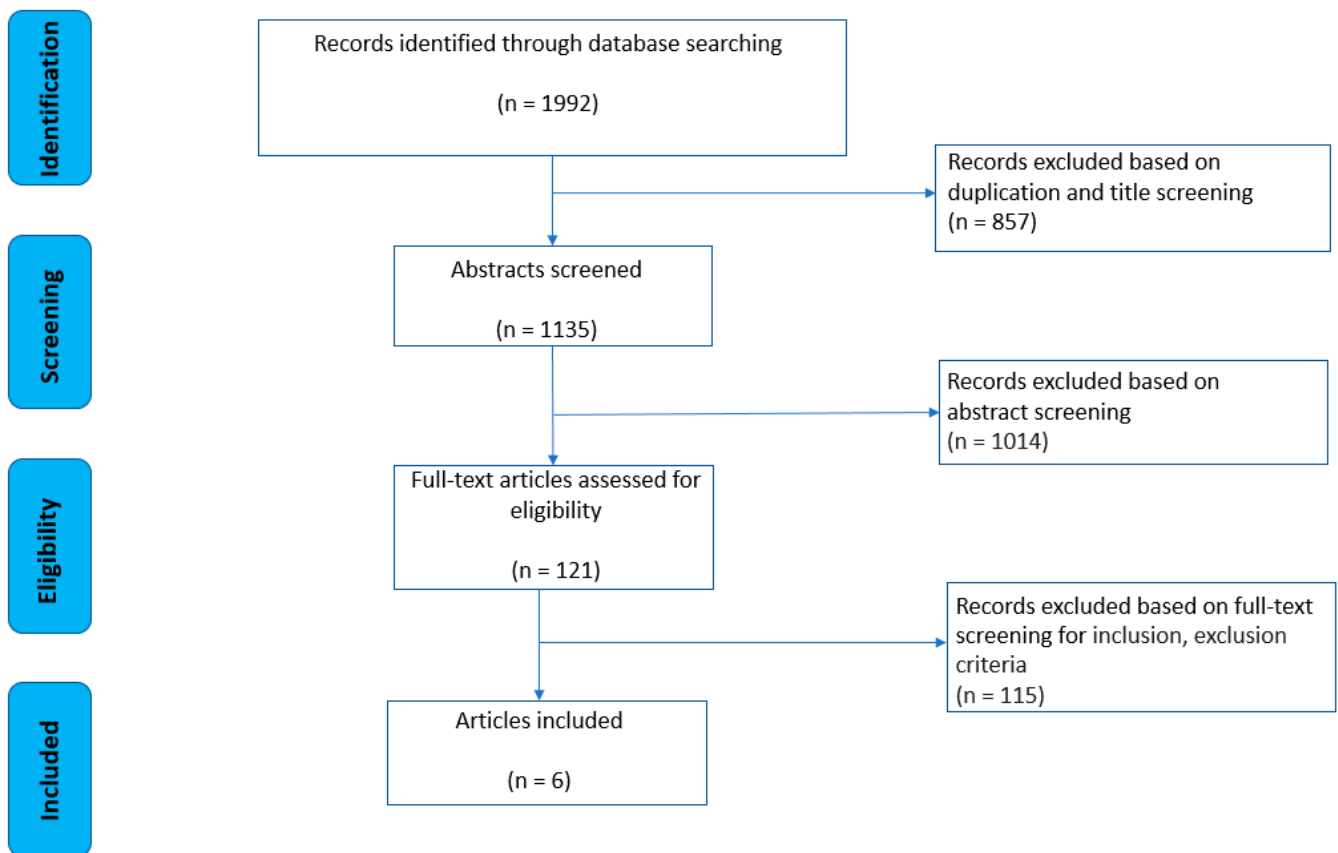 Identification
Records identified through database searching
(n = 1992)
Records excluded based on
duplication and title screening
(n = 857)
Screening
Abstracts screened
(n = 1135)
Records excluded based on
abstract screening
(n = 1014)
Eligibility
Full-text articles assessed for
eligibility
(n = 121)
Records excluded based on full-text
screening for inclusion, exclusion
criteria
(n = 115)
Included
Articles included
(n = 6)